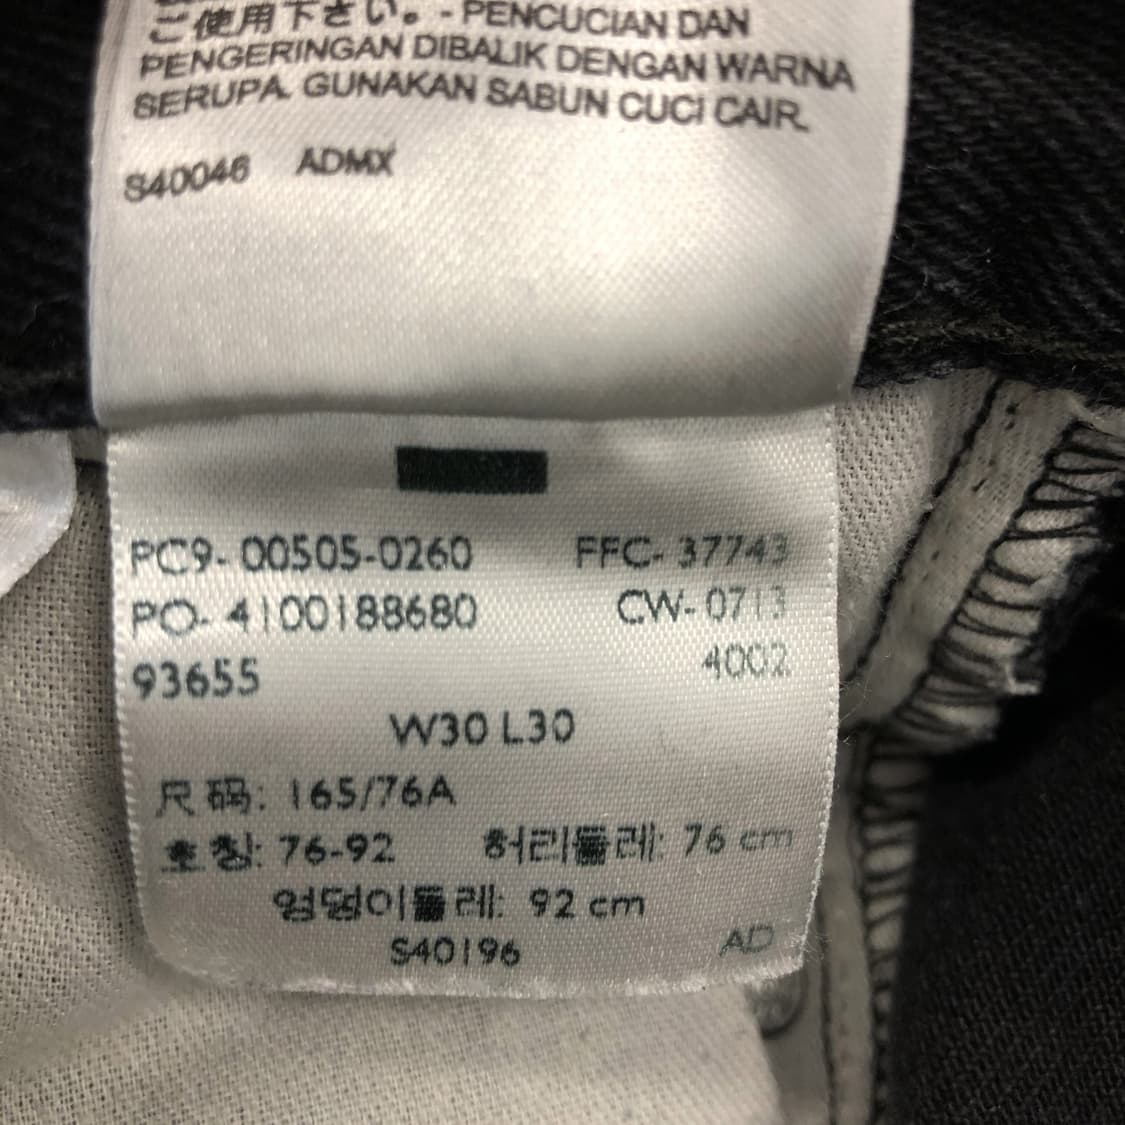 ご使用下さい。- PENCUCIAN DAN
PENGERINGAN DIBALIK DENGAN WARNA
SERUPA. GUNAKAN SABUN CUCI CAIR.
S40046 ADMX
PC9- 00505-0260 FFC- 37743
PO- 4100188680 CW- 0713
93655 4002
W30 L30
尺码: 165/76A
호칭: 76-92 허리둘레: 76 cm
엉덩이둘레: 92 cm
S40196 AD